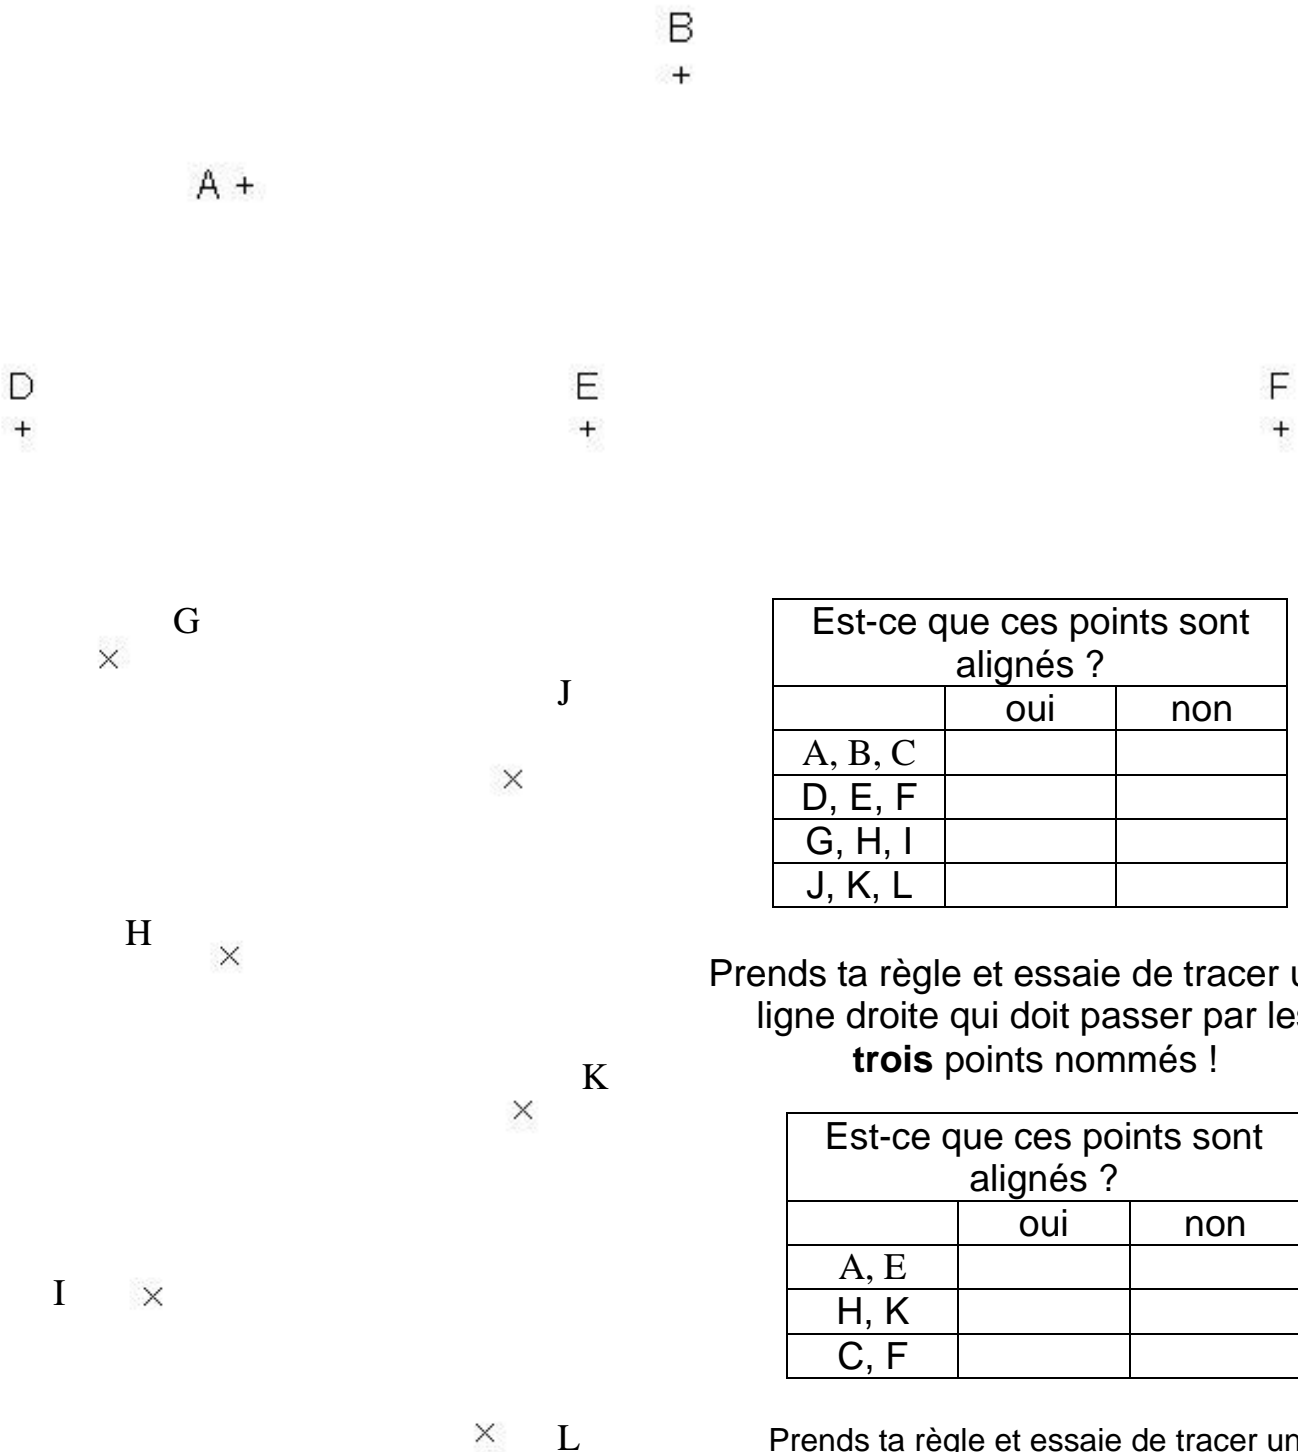 B
A
D
E
F
G
J
H
K
I
L
Est-ce que ces points sont
alignés ?
oui non
A, B, C
D, E, F
G, H, I
J, K, L
Prends ta règle et essaie de tracer u
ligne droite qui doit passer par les
trois points nommés !
Est-ce que ces points sont
alignés ?
oui non
A, E
H, K
C, F
Prends ta règle et essaie de tracer un